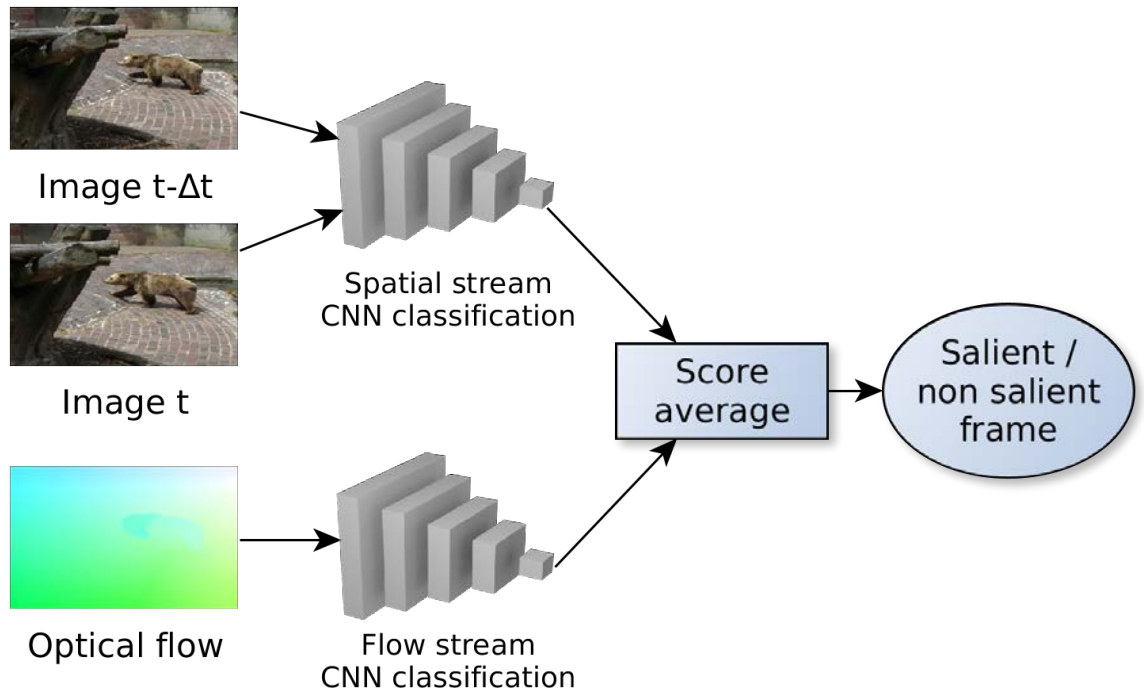 Image t-Δt
Image t
Optical flow
Spatial stream
CNN classification
Flow stream
CNN classification
Score
average
Salient /
non salient
frame